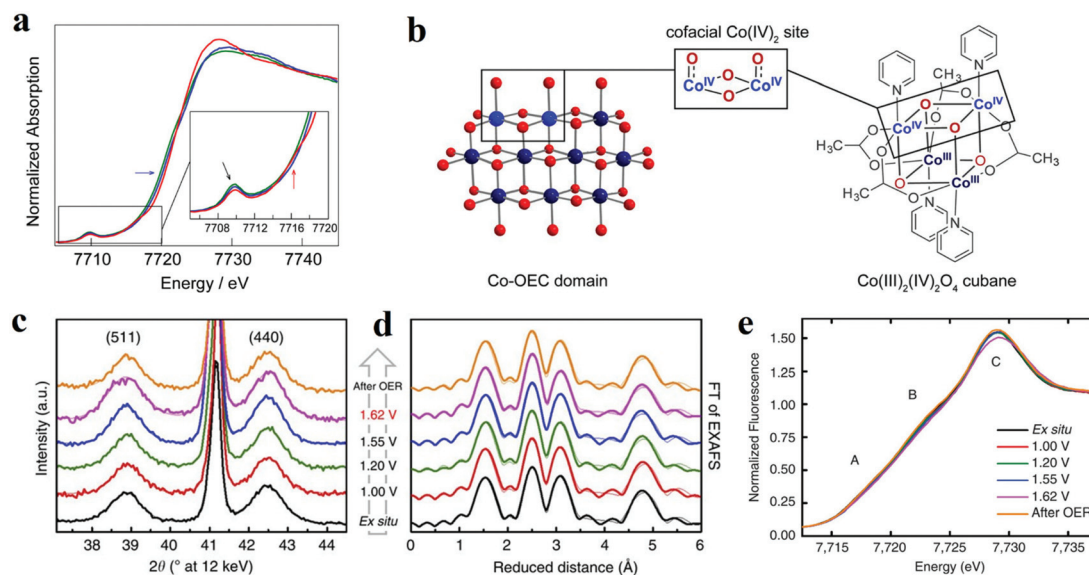 a
Normalized Absorption
7708 7712 7716 7720
7710 7720 7730 7740
Energy / eV
b
cofacial Co(IV)₂ site
O O
Co^IV O Co^IV
O
Co-OEC domain
N N
CH₃
H₃C
O O
O Co^IV
Co^IV O
O O
Co^III O
O
O Co^III O
H₃C CH₃
O O
N N
Co(III)₂(IV)₂O₄ cubane
c
(511) (440)
Intensity (a.u.)
38 39 40 41 42 43 44
2θ (° at 12 keV)
After OER
1.62 V
1.55 V
1.20 V
1.00 V
Ex situ
d
FT of EXAFS
0 1 2 3 4 5 6
Reduced distance (Å)
e
Normalized Fluorescence
1.50
1.25
1.00
0.75
0.50
0.25
0.00
A
B
C
Ex situ
1.00 V
1.20 V
1.55 V
1.62 V
After OER
7,715 7,720 7,725 7,730 7,735
Energy (eV)